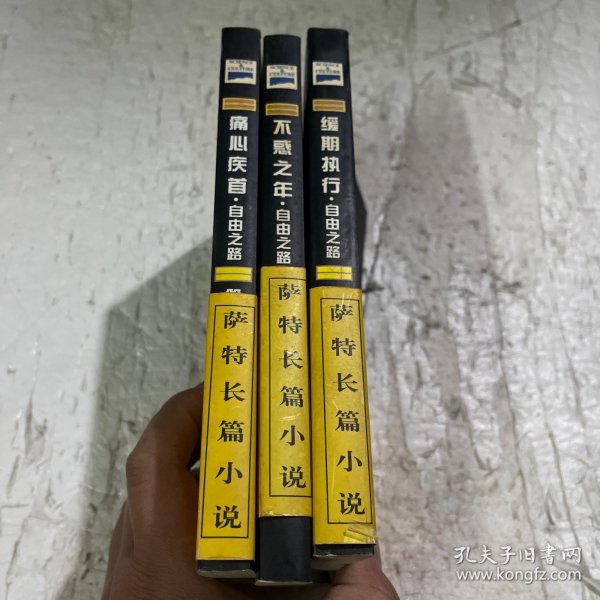 痛心疾首·自由之路
萨特长篇小说
不惑之年·自由之路
萨特长篇小说
缓期执行·自由之路
萨特长篇小说
孔夫子旧书网
www.kongfz.com